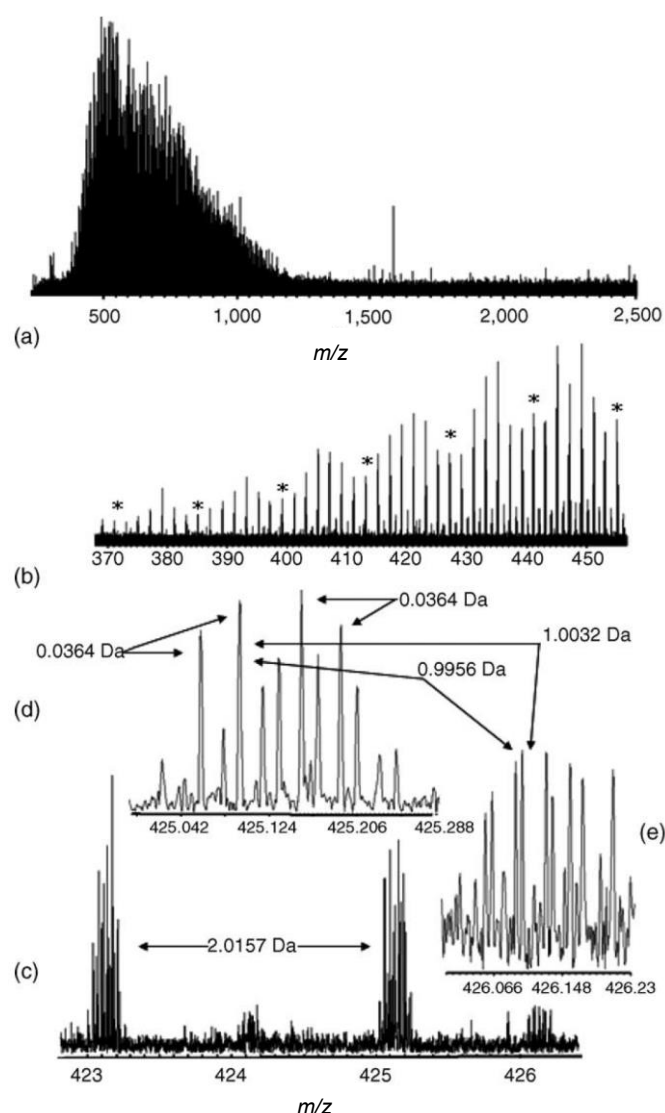 500 1,000 1,500 2,000 2,500
(a)
m/z
* * * * * * *
370 380 390 400 410 420 430 440 450
(b)
0.0364 Da
1.0032 Da
0.0364 Da
0.9956 Da
(d)
425.042 425.124 425.206 425.288
(e)
2.0157 Da
(c)
426.066 426.148 426.23
423 424 425 426
m/z